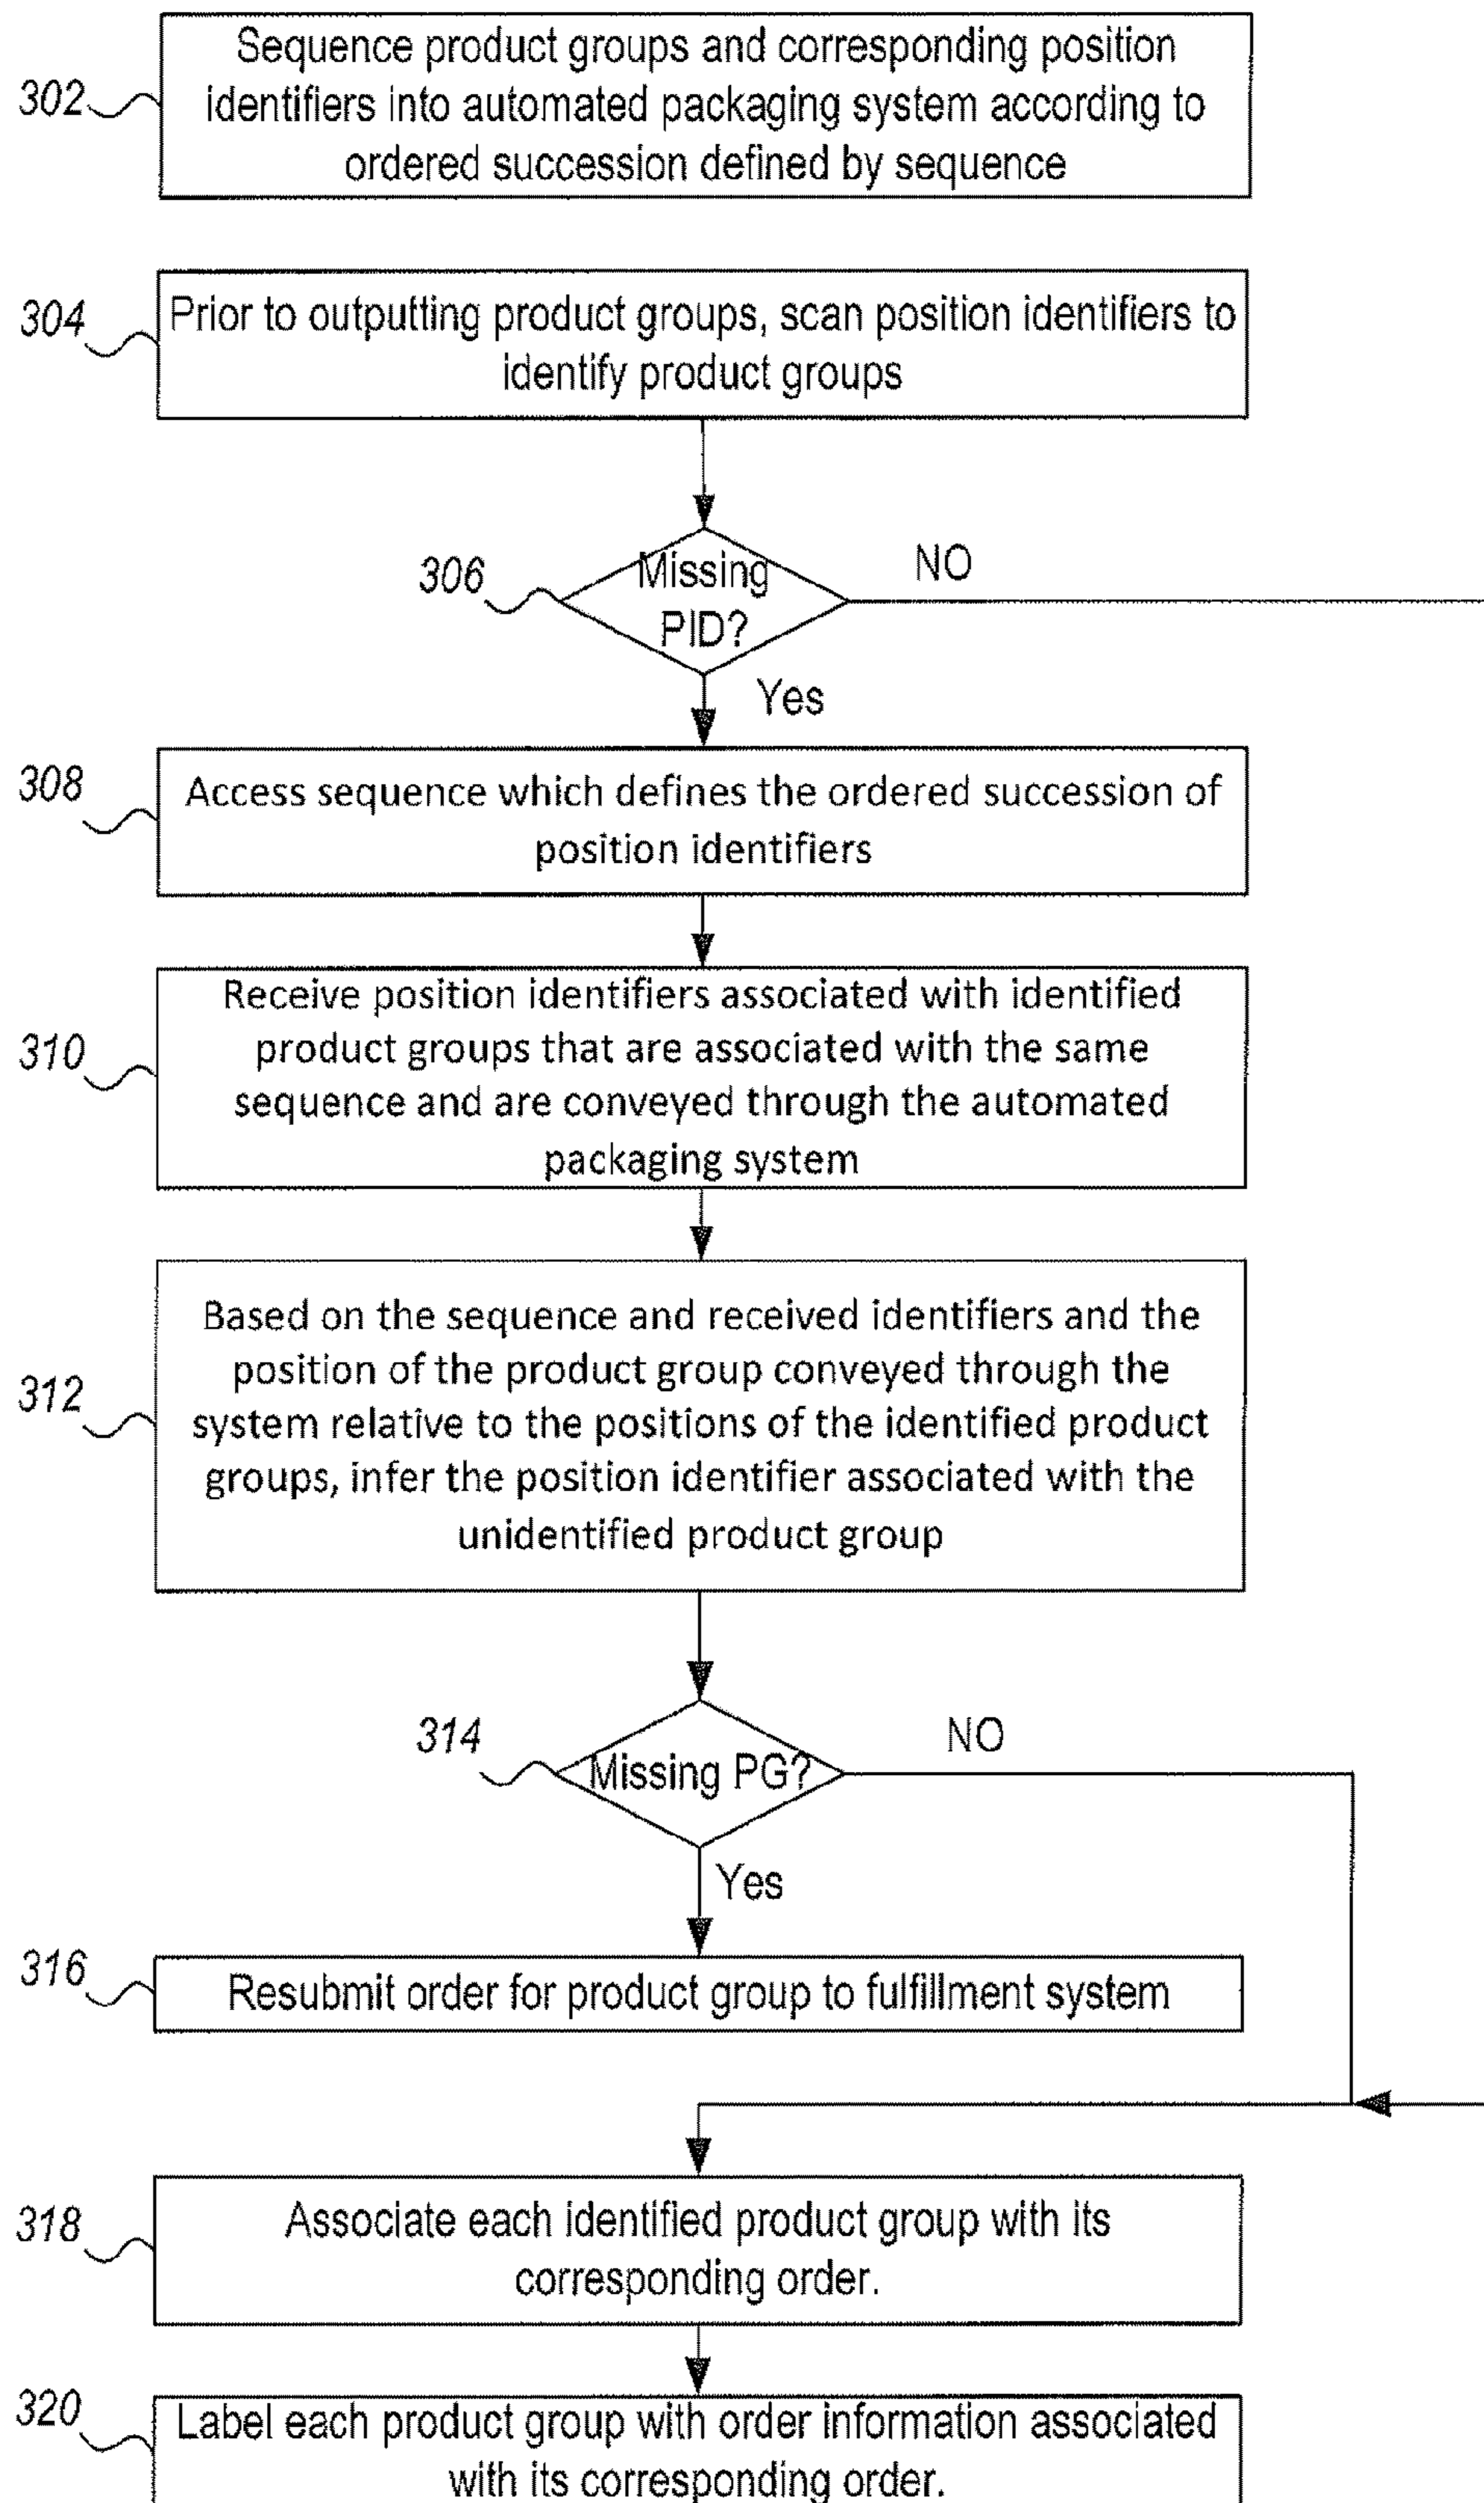 302
Sequence product groups and corresponding position
identifiers into automated packaging system according to
ordered succession defined by sequence
304
Prior to outputting product groups, scan position identifiers to
identify product groups
306
Missing
PID?
NO
Yes
308
Access sequence which defines the ordered succession of
position identifiers
310
Receive position identifiers associated with identified
product groups that are associated with the same
sequence and are conveyed through the automated
packaging system
312
Based on the sequence and received identifiers and the
position of the product group conveyed through the
system relative to the positions of the identified product
groups, infer the position identifier associated with the
unidentified product group
314
Missing PG?
NO
Yes
316
Resubmit order for product group to fulfillment system
318
Associate each identified product group with its
corresponding order.
320
Label each product group with order information associated
with its corresponding order.